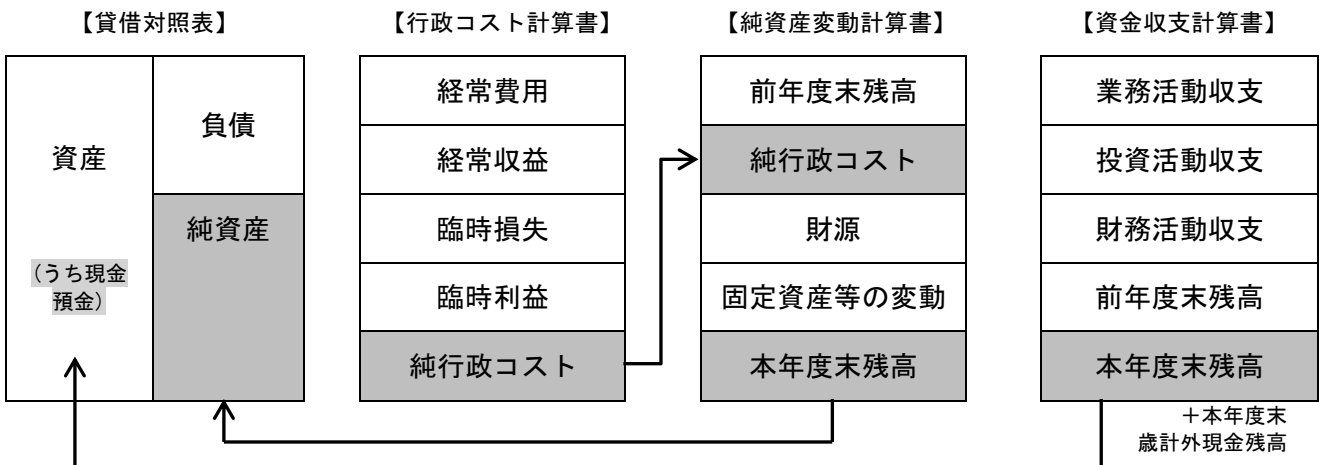 【貸借対照表】
資産
（うち現金
預金）
負債
純資産
【行政コスト計算書】
経常費用
経常収益
臨時損失
臨時利益
純行政コスト
【純資産変動計算書】
前年度末残高
純行政コスト
財源
固定資産等の変動
本年度末残高
【資金収支計算書】
業務活動収支
投資活動収支
財務活動収支
前年度末残高
本年度末残高
＋本年度末
歳計外現金残高